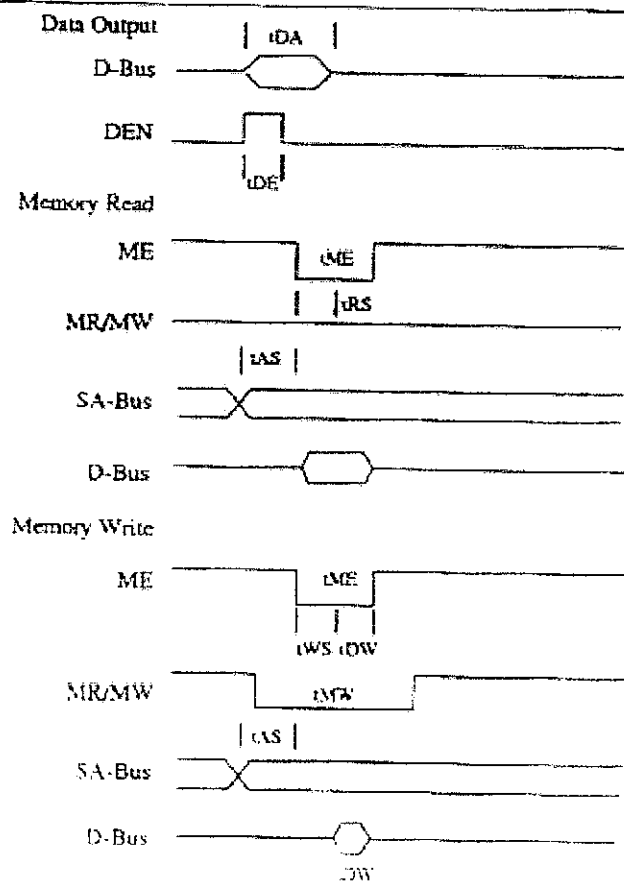 Data Output
tDA
D-Bus
DEN
tDE
Memory Read
ME
tME
tRS
MR/MW
tAS
SA-Bus
D-Bus
Memory Write
ME
tME
tWS tDW
MR/MW
tMW
tAS
SA-Bus
D-Bus
tDW